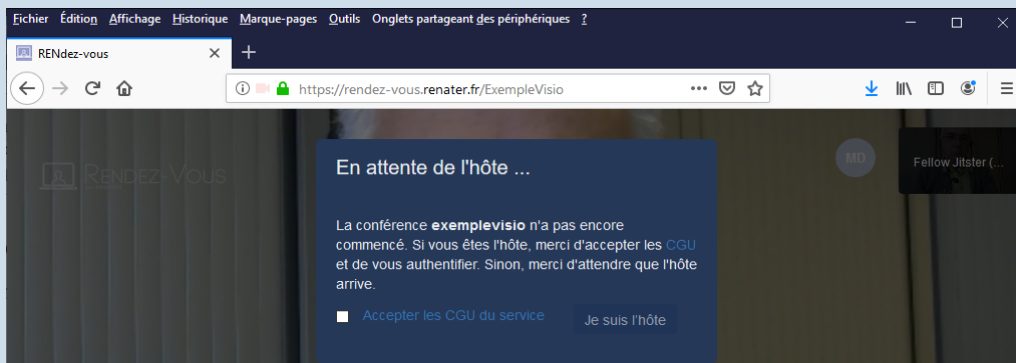 Fichier Édition Affichage Historique Marque-pages Outils Onglets partageant des périphériques ?
RENdez-vous
https://rendez-vous.renater.fr/ExempleVisio
RENDEZ-VOUS
MD
Fellow Jitster (...
En attente de l'hôte ...
La conférence exemplevisio n'a pas encore
commencé. Si vous êtes l'hôte, merci d'accepter les CGU
et de vous authentifier. Sinon, merci d'attendre que l'hôte
arrive.
Accepter les CGU du service
Je suis l'hôte